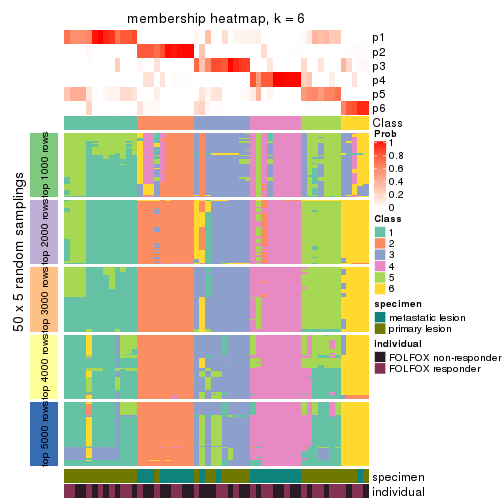 membership heatmap, k = 6
p1
p2
p3
p4
p5
p6
Class
50 x 5 random samplings
top 1000 rows
top 2000 rows
top 3000 rows
top 4000 rows
top 5000 rows
Prob
1
0.8
0.6
0.4
0.2
0
Class
1
2
3
4
5
6
specimen
metastatic lesion
primary lesion
individual
FOLFOX non-responder
FOLFOX responder
specimen
individual